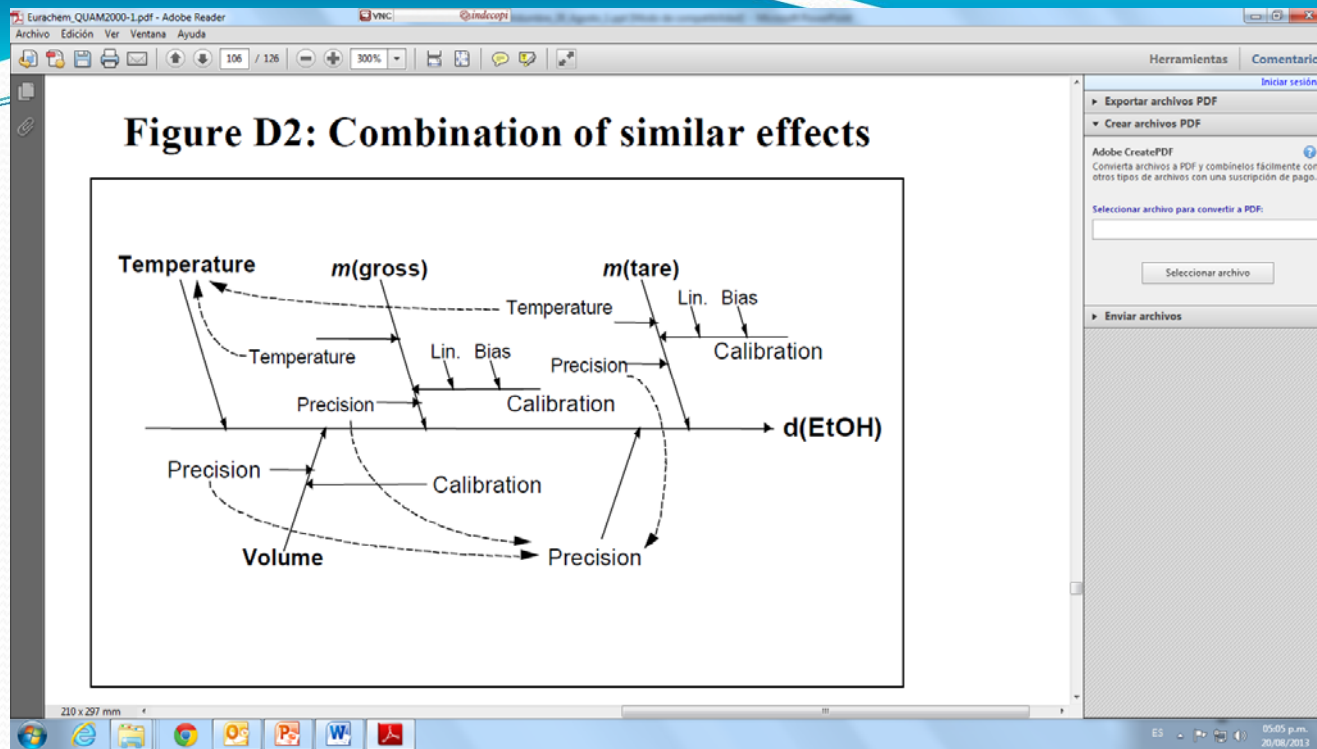 Eurachem_QUAM2000-1.pdf - Adobe Reader
VNC
indecopi
Archivo Edición Ver Ventana Ayuda
106 / 126 300% Herramientas Comentario
Iniciar sesión
Exportar archivos PDF
Crear archivos PDF
Adobe CreatePDF
Convierta archivos a PDF y combínelos fácilmente con
otros tipos de archivos con una suscripción de pago.
Seleccionar archivo para convertir a PDF:
Seleccionar archivo
Enviar archivos
Figure D2: Combination of similar effects
Temperature m(gross) m(tare)
Temperature Lin. Bias
Temperature Lin. Bias Precision Calibration
Precision Calibration
d(EtOH)
Precision Calibration
Volume Precision
210 x 297 mm
ES 05:05 p.m.
20/08/2013